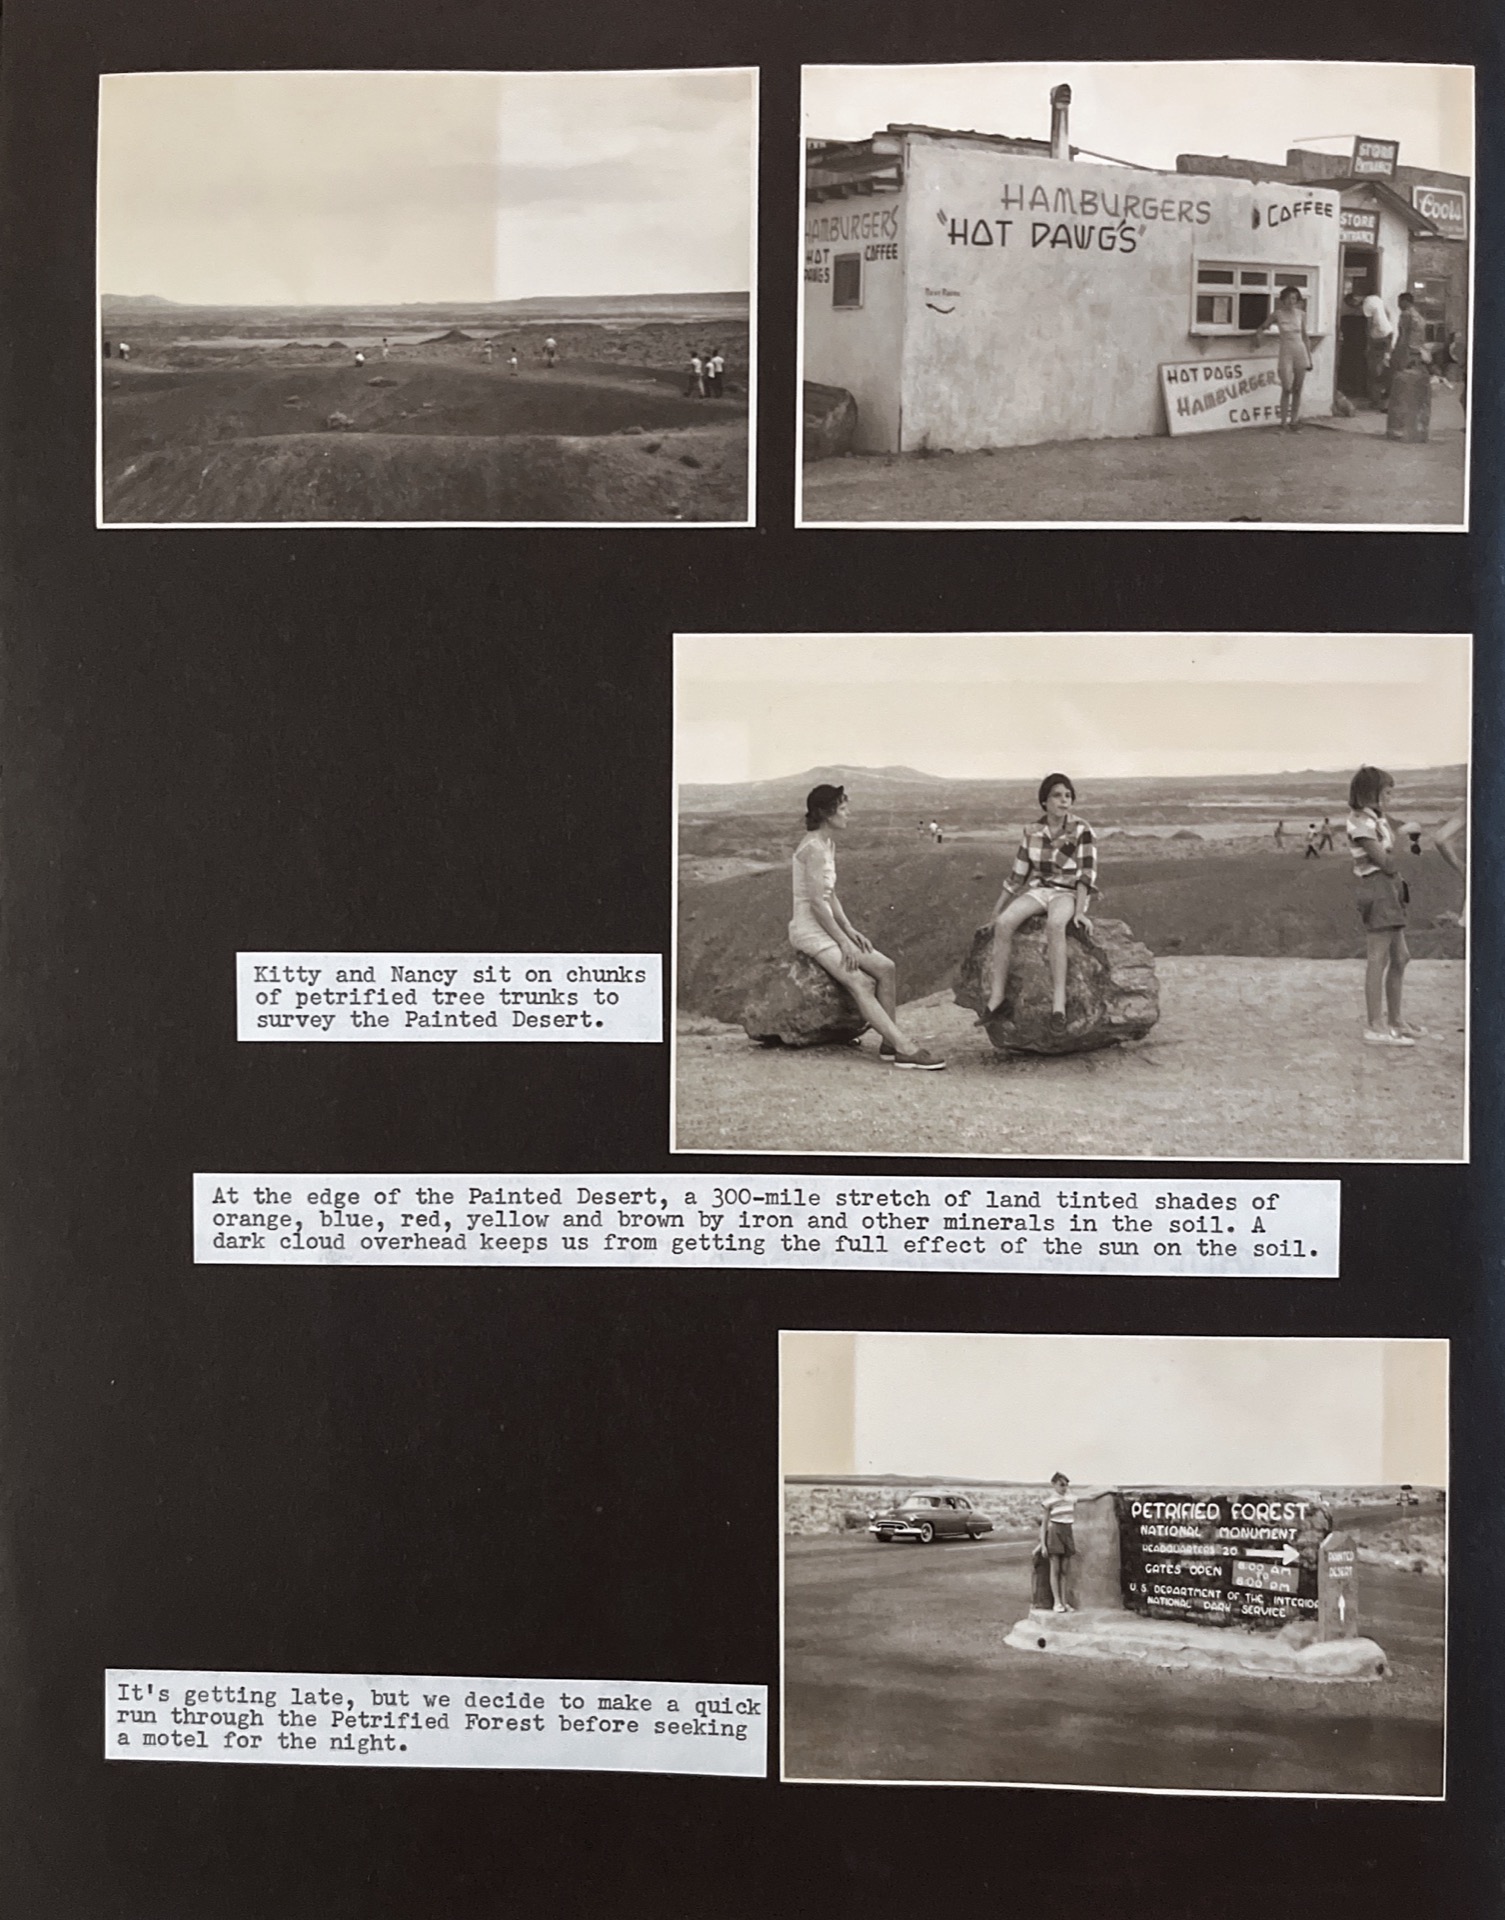 HAMBURGERS
"HOT DAWG'S"
COFFEE
STORE
ENTRANCE
STORE
ENTRANCE
Coors
HAMBURGERS
HOT
DAWGS
COFFEE
Rest Rooms
HOT DOGS
HAMBURGER
COFFE
Kitty and Nancy sit on chunks
of petrified tree trunks to
survey the Painted Desert.
At the edge of the Painted Desert, a 300-mile stretch of land tinted shades of
orange, blue, red, yellow and brown by iron and other minerals in the soil. A
dark cloud overhead keeps us from getting the full effect of the sun on the soil.
PETRIFIED FOREST
NATIONAL MONUMENT
HEADQUARTERS 20
GATES OPEN 8:00 AM
TO
6:00 PM
U.S. DEPARTMENT OF THE INTERIO
NATIONAL PARK SERVICE
PAINTED
DESERT
It's getting late, but we decide to make a quick
run through the Petrified Forest before seeking
a motel for the night.